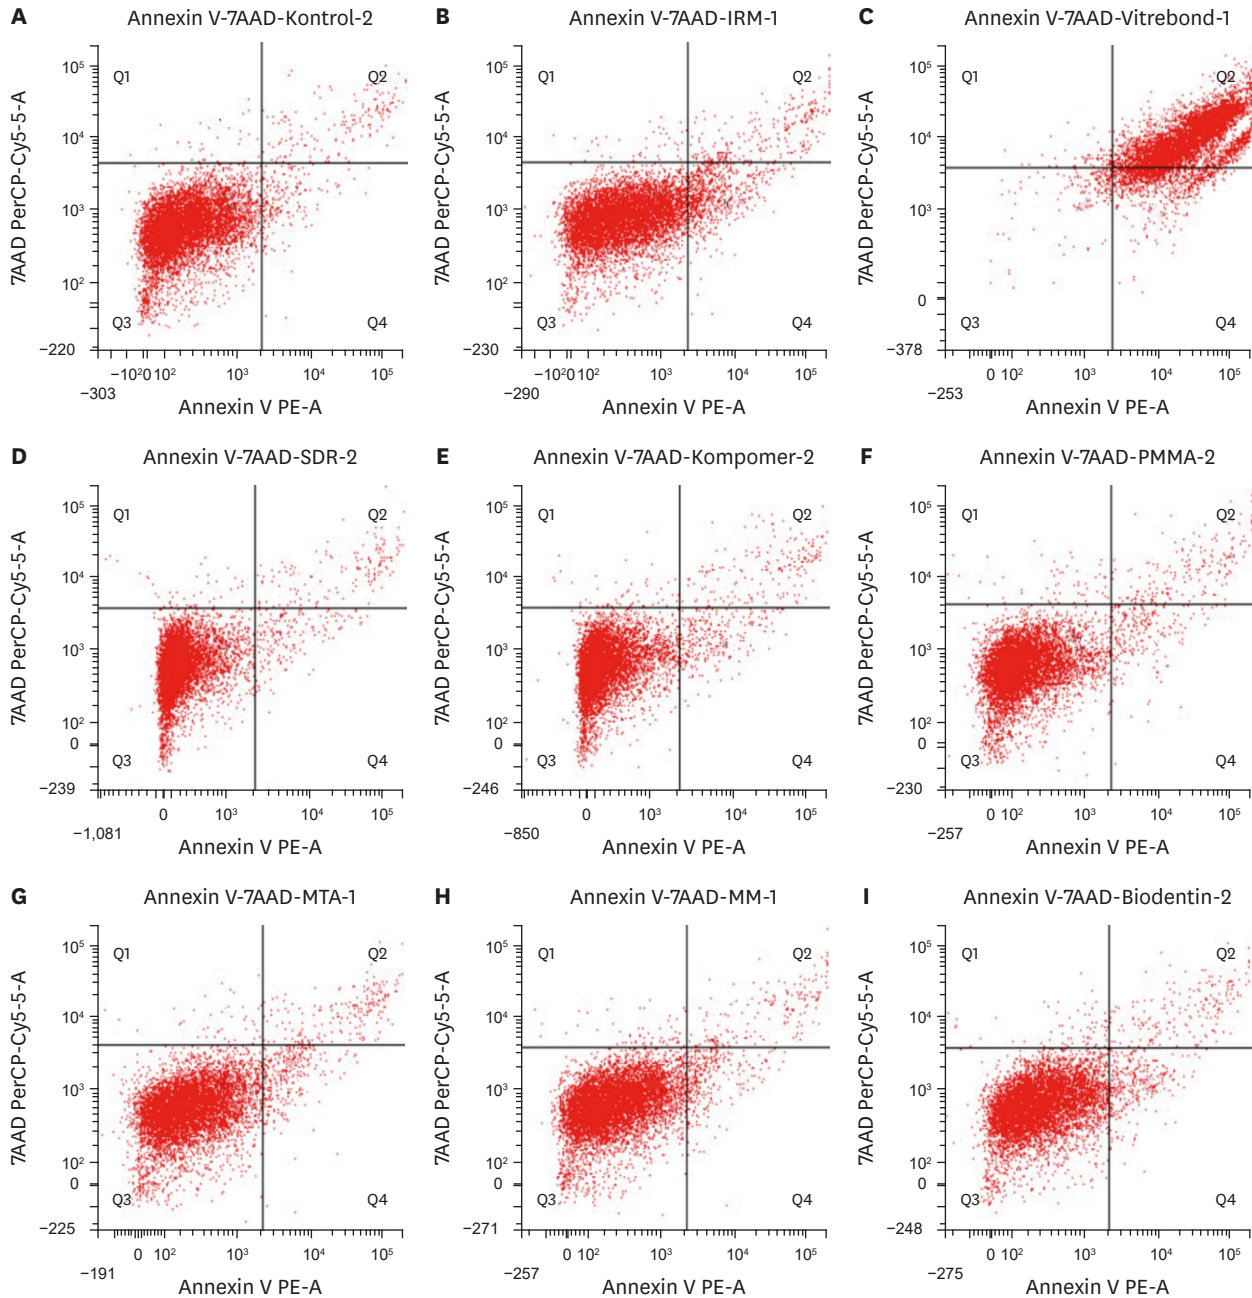 A Annexin V-7AAD-Kontrol-2
7AAD PerCP-Cy5-5-A
10⁵
10⁴
10³
10²
−220
Q1
Q2
Q3
Q4
−10²0 10² 10³ 10⁴ 10⁵
−303
Annexin V PE-A
B Annexin V-7AAD-IRM-1
7AAD PerCP-Cy5-5-A
10⁵
10⁴
10³
10²
−230
Q1
Q2
Q3
Q4
−10²0 10² 10³ 10⁴ 10⁵
−290
Annexin V PE-A
C Annexin V-7AAD-Vitrebond-1
7AAD PerCP-Cy5-5-A
10⁵
10⁴
10³
10²
0
−378
Q1
Q2
Q3
Q4
0 10² 10³ 10⁴ 10⁵
−253
Annexin V PE-A
D Annexin V-7AAD-SDR-2
7AAD PerCP-Cy5-5-A
10⁵
10⁴
10³
10²
0
−239
Q1
Q2
Q3
Q4
0 10³ 10⁴ 10⁵
−1,081
Annexin V PE-A
E Annexin V-7AAD-Kompomer-2
7AAD PerCP-Cy5-5-A
10⁵
10⁴
10³
10²
0
−246
Q1
Q2
Q3
Q4
0 10³ 10⁴ 10⁵
−850
Annexin V PE-A
F Annexin V-7AAD-PMMA-2
7AAD PerCP-Cy5-5-A
10⁵
10⁴
10³
10²
0
−230
Q1
Q2
Q3
Q4
0 10² 10³ 10⁴ 10⁵
−257
Annexin V PE-A
G Annexin V-7AAD-MTA-1
7AAD PerCP-Cy5-5-A
10⁵
10⁴
10³
10²
0
−225
Q1
Q2
Q3
Q4
0 10² 10³ 10⁴ 10⁵
−191
Annexin V PE-A
H Annexin V-7AAD-MM-1
7AAD PerCP-Cy5-5-A
10⁵
10⁴
10³
10²
0
−271
Q1
Q2
Q3
Q4
0 10² 10³ 10⁴ 10⁵
−257
Annexin V PE-A
I Annexin V-7AAD-Biodentin-2
7AAD PerCP-Cy5-5-A
10⁵
10⁴
10³
10²
0
−248
Q1
Q2
Q3
Q4
0 10² 10³ 10⁴ 10⁵
−275
Annexin V PE-A